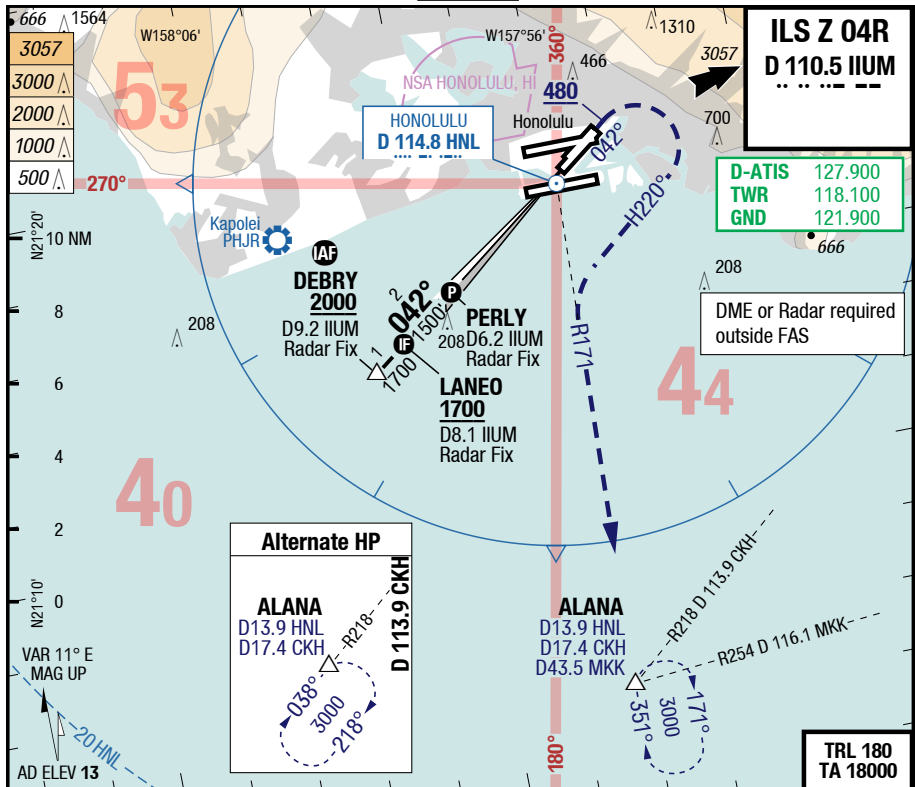 666
1564
3057
3000
2000
1000
500
53
W158°06'
W157°56'
360°
NSA HONOLULU, HI
466
480
1310
3057
700
ILS Z 04R
D 110.5 IIUM
HONOLULU
D 114.8 HNL
Honolulu
042°
H220°
D-ATIS 127.900
TWR 118.100
GND 121.900
666
270°
N21°20'
10 NM
Kapolei
PHJR
IAF
DEBRY
2000
D9.2 IIUM
Radar Fix
208
2
042°
1500'
1
1700
P
PERLY
D6.2 IIUM
Radar Fix
208
IF
LANEO
1700
D8.1 IIUM
Radar Fix
R171
208
DME or Radar required
outside FAS
44
8
6
4
2
N21°10'
0
40
VAR 11° E
MAG UP
20 HNL
AD ELEV 13
Alternate HP
ALANA
D13.9 HNL
D17.4 CKH
R218
D 113.9 CKH
038°
3000
218°
ALANA
D13.9 HNL
D17.4 CKH
D43.5 MKK
R218 D 113.9 CKH
R254 D 116.1 MKK
351°
3000
171°
180°
TRL 180
TA 18000